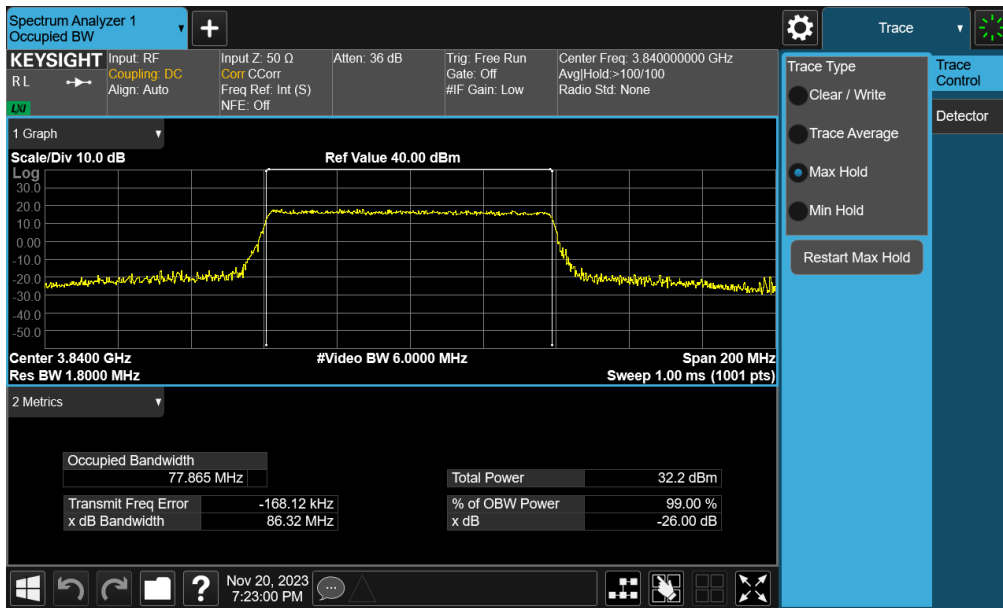 Spectrum Analyzer 1
Occupied BW
+
Trace
KEYSIGHT
R L
LXI
Input: RF
Coupling: DC
Align: Auto
Input Z: 50 Ω
Corr CCorr
Freq Ref: Int (S)
NFE: Off
Atten: 36 dB
Trig: Free Run
Gate: Off
#IF Gain: Low
Center Freq: 3.840000000 GHz
Avg|Hold:>100/100
Radio Std: None
Trace Type
Clear / Write
Trace Average
Max Hold
Min Hold
Restart Max Hold
Trace
Control
Detector
1 Graph
Scale/Div 10.0 dB
Ref Value 40.00 dBm
Log
30.0
20.0
10.0
0.00
-10.0
-20.0
-30.0
-40.0
-50.0
Center 3.8400 GHz
#Video BW 6.0000 MHz
Span 200 MHz
Res BW 1.8000 MHz
Sweep 1.00 ms (1001 pts)
2 Metrics
Occupied Bandwidth
77.865 MHz
Total Power 32.2 dBm
Transmit Freq Error -168.12 kHz
% of OBW Power 99.00 %
x dB Bandwidth 86.32 MHz
x dB -26.00 dB
?
Nov 20, 2023
7:23:00 PM